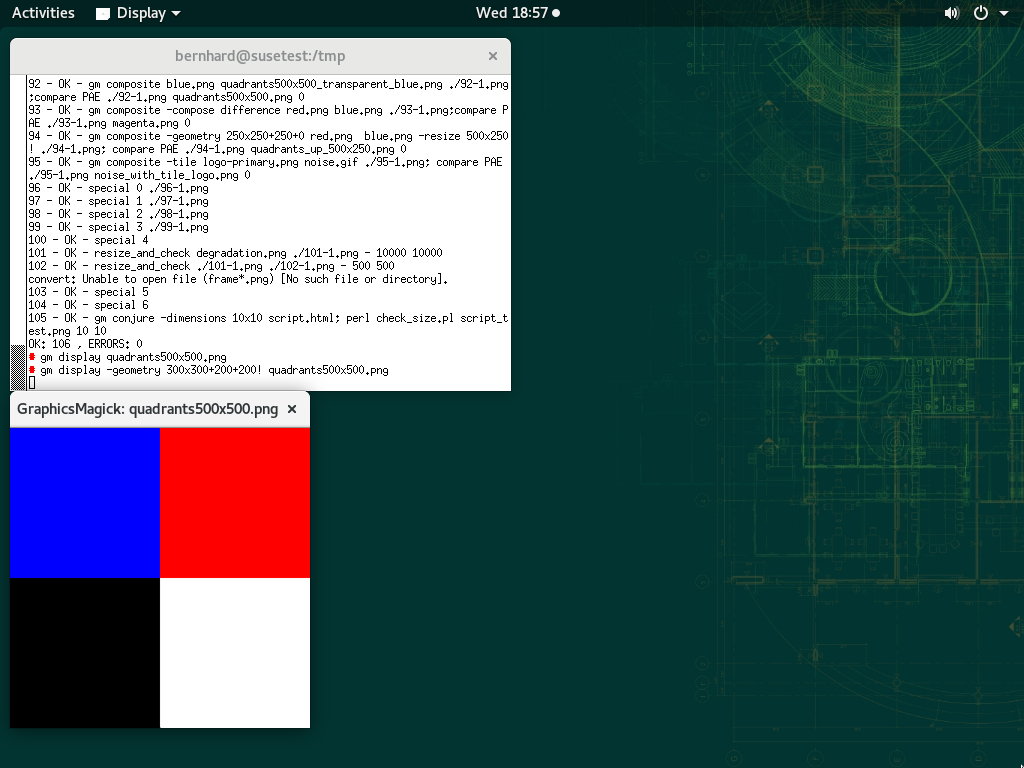 Activities Display Wed 18:57
bernhard@susetest:/tmp
92 - OK - gm composite blue.png quadrants500x500_transparent_blue.png ./92-1.png
;compare PAE ./92-1.png quadrants500x500.png 0
93 - OK - gm composite -compose difference red.png blue.png ./93-1.png;compare P
AE ./93-1.png magenta.png 0
94 - OK - gm composite -geometry 250x250+250+0 red.png  blue.png -resize 500x250
! ./94-1.png; compare PAE ./94-1.png quadrants_up_500x250.png 0
95 - OK - gm composite -tile logo-primary.png noise.gif ./95-1.png; compare PAE
./95-1.png noise_with_tile_logo.png 0
96 - OK - special 0 ./96-1.png
97 - OK - special 1 ./97-1.png
98 - OK - special 2 ./98-1.png
99 - OK - special 3 ./99-1.png
100 - OK - special 4
101 - OK - resize_and_check degradation.png ./101-1.png - 10000 10000
102 - OK - resize_and_check ./101-1.png ./102-1.png - 500 500
convert: Unable to open file (frame*.png) [No such file or directory].
103 - OK - special 5
104 - OK - special 6
105 - OK - gm conjure -dimensions 10x10 script.html; perl check_size.pl script_t
est.png 10 10
OK: 106 , ERRORS: 0
# gm display quadrants500x500.png
# gm display -geometry 300x300+200+200! quadrants500x500.png
GraphicsMagick: quadrants500x500.png